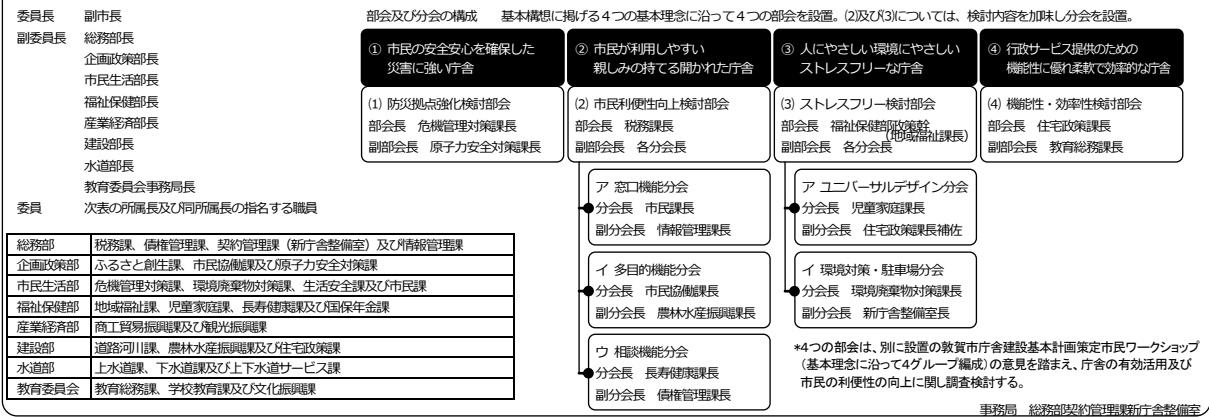 委員長　副市長
副委員長　総務部長
企画政策部長
市民生活部長
福祉保健部長
産業経済部長
建設部長
水道部長
教育委員会事務局長
委員　次表の所属長及び同所属長の指名する職員
総務部　税務課、債権管理課、契約管理課（新庁舎整備室）及び情報管理課
企画政策部　ふるさと創生課、市民協働課及び原子力安全対策課
市民生活部　危機管理対策課、環境廃棄物対策課、生活安全課及び市民課
福祉保健部　地域福祉課、児童家庭課、長寿健康課及び国保年金課
産業経済部　商工貿易振興課及び観光振興課
建設部　道路河川課、農林水産振興課及び住宅政策課
水道部　上水道課、下水道課及び上下水道サービス課
教育委員会　教育総務課、学校教育課及び文化振興課
部会及び分会の構成　基本構想に掲げる４つの基本理念に沿って４つの部会を設置。(2)及び(3)については、検討内容を加味し分会を設置。
① 市民の安全安心を確保した
災害に強い庁舎
(1) 防災拠点強化検討部会
部会長　危機管理対策課長
副部会長　原子力安全対策課長
② 市民が利用しやすい
親しみの持てる開かれた庁舎
(2) 市民利便性向上検討部会
部会長　税務課長
副部会長　各分会長
ア 窓口機能分会
分会長　市民課長
副分会長　情報管理課長
イ 多目的機能分会
分会長　市民協働課長
副分会長　農林水産振興課長
ウ 相談機能分会
分会長　長寿健康課長
副分会長　債権管理課長
③ 人にやさしい環境にやさしい
ストレスフリーな庁舎
(3) ストレスフリー検討部会
部会長　福祉保健部政策幹
（地域福祉課長）
副部会長　各分会長
ア ユニバーサルデザイン分会
分会長　児童家庭課長
副分会長　住宅政策課長補佐
イ 環境対策・駐車場分会
分会長　環境廃棄物対策課長
副分会長　新庁舎整備室長
④ 行政サービス提供のための
機能性に優れ柔軟で効率的な庁舎
(4) 機能性・効率性検討部会
部会長　住宅政策課長
副部会長　教育総務課長
*4つの部会は、別に設置の敦賀市庁舎建設基本計画策定市民ワークショップ
（基本理念に沿って4グループ編成）の意見を踏まえ、庁舎の有効活用及び
市民の利便性の向上に関し調査検討する。
事務局　総務部契約管理課新庁舎整備室